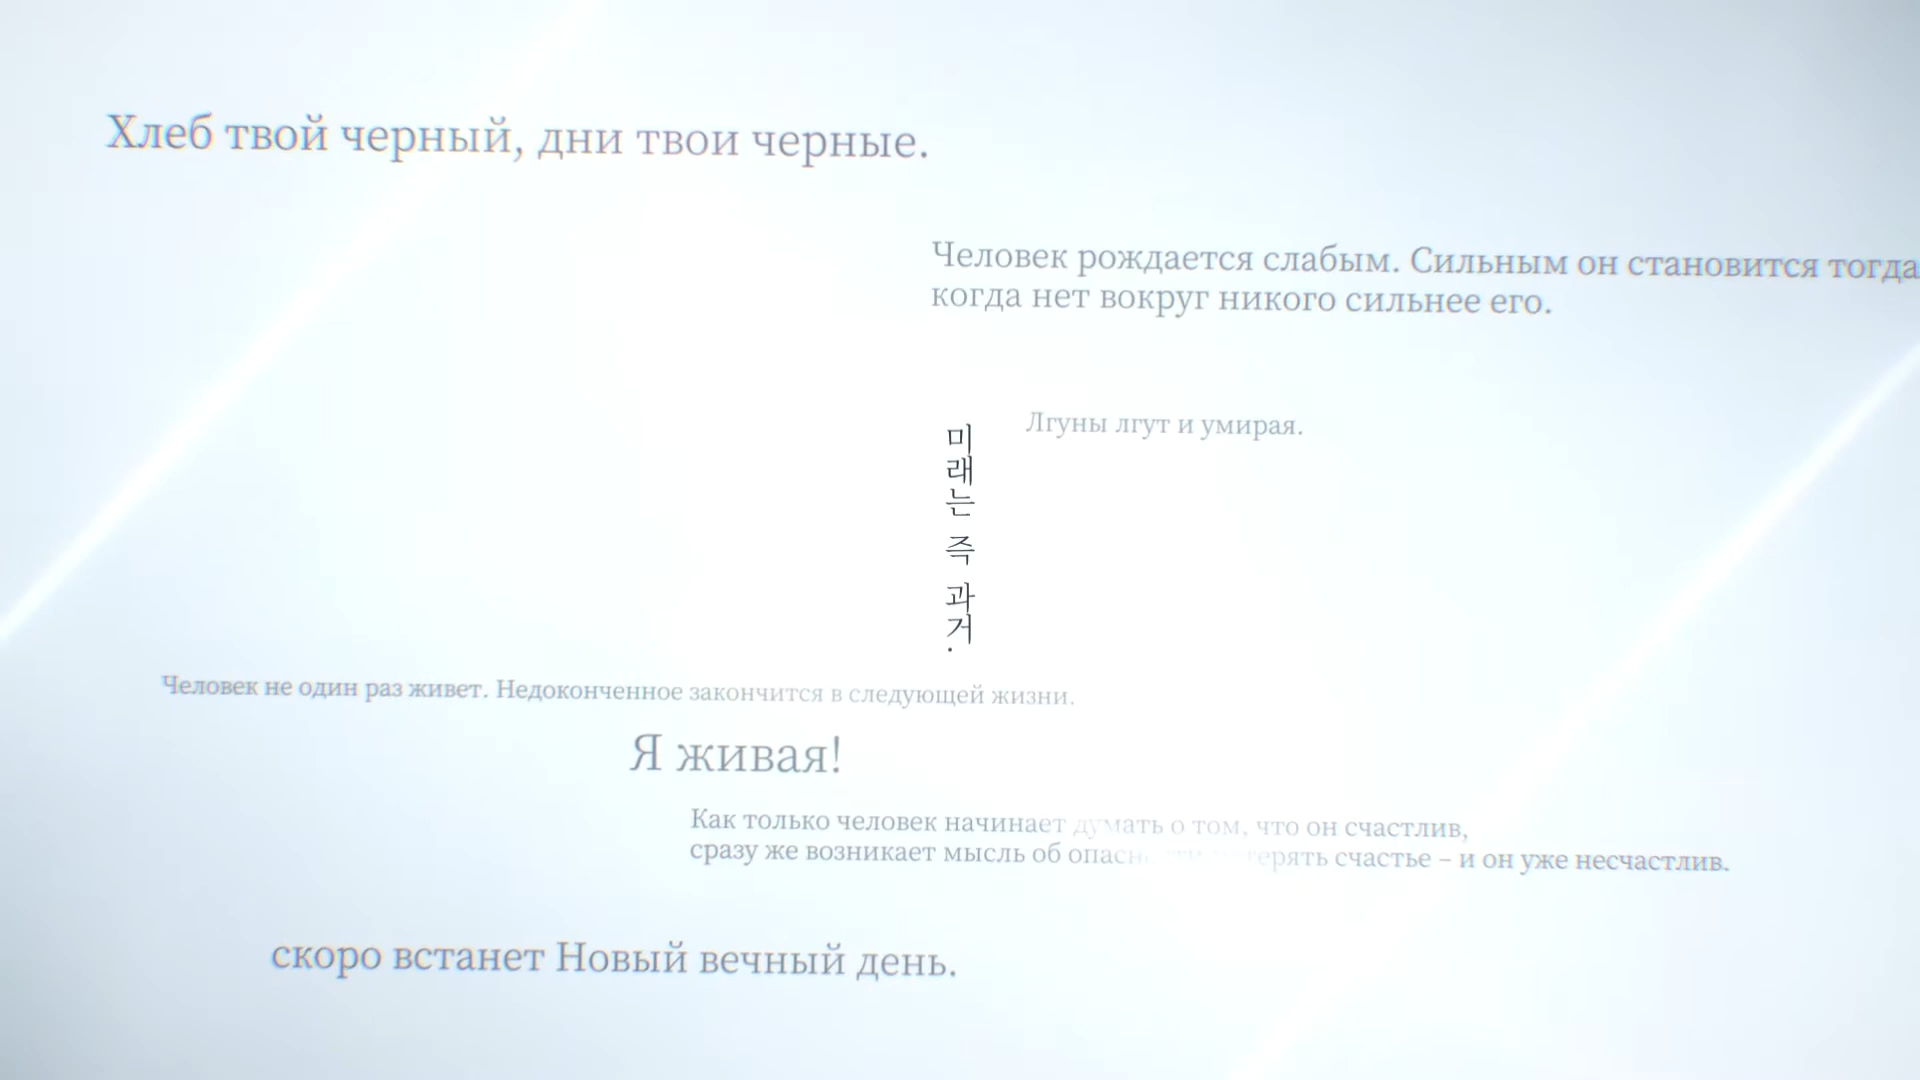 Хлеб твой черный, дни твои черные.
Человек рождается слабым. Сильным он становится тогда
когда нет вокруг никого сильнее его.
Лгуны лгут и умирая.
미래는 즉 과거.
Человек не один раз живет. Недоконченное закончится в следующей жизни.
Я живая!
Как только человек начинает думать о том, что он счастлив,
сразу же возникает мысль об счастье – и он уже несчастлив.
скоро встанет Новый вечный день.